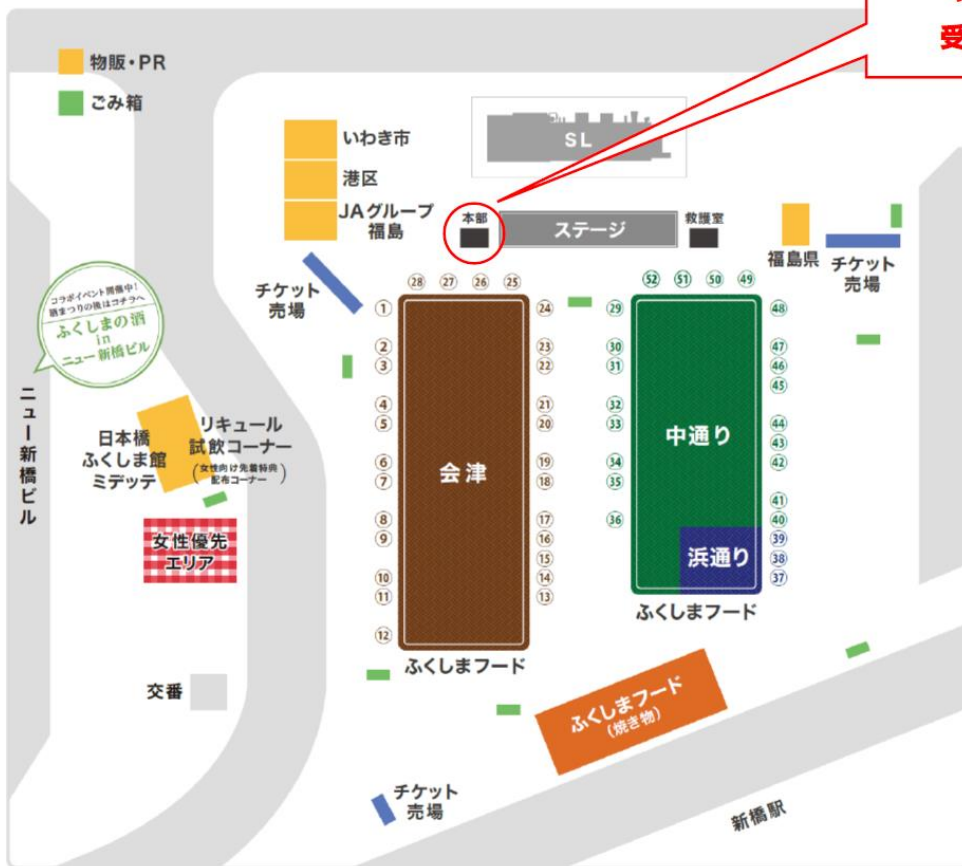 受
物販・PR
ごみ箱
いわき市
港区
JAグループ
福島
SL
本部
ステージ
救護室
福島県
チケット
売場
チケット
売場
コラボイベント開催中!
酒まつりの後はコチラへ
ふくしまの酒
in
ニュー新橋ビル
ニュー新橋ビル
28 27 26 25
52 51 50 49
1
2
3
4
5
6
7
8
9
10
11
12
24
23
22
21
20
19
18
17
16
15
14
13
会津
ふくしまフード
29
30
31
32
33
34
35
36
48
47
46
45
44
43
42
41
40
39
38
37
中通り
浜通り
ふくしまフード
日本橋
ふくしま館
ミデッテ
リキュール
試飲コーナー
(女性向け先着特典
配布コーナー)
女性優先
エリア
交番
ふくしまフード
(焼き物)
チケット
売場
新橋駅